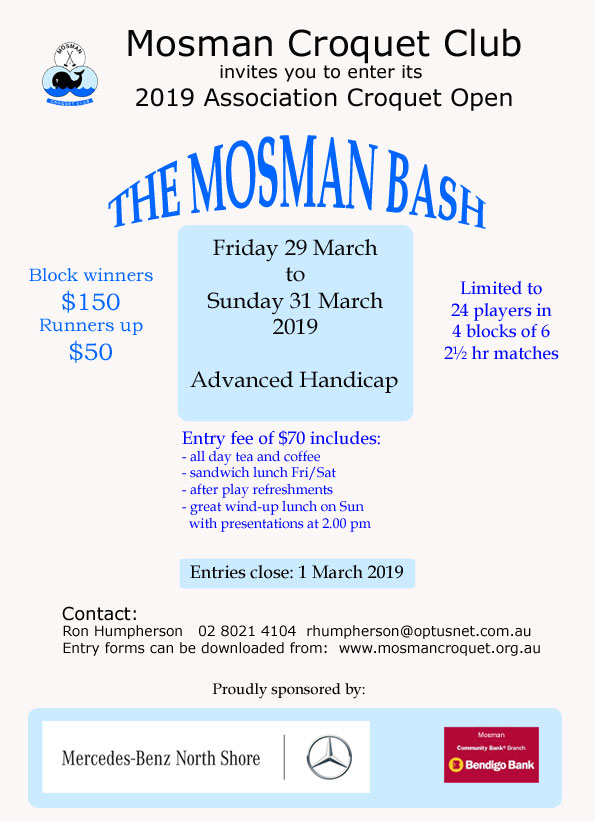 MOSMAN
CROQUET CLUB
Mosman Croquet Club
invites you to enter its
2019 Association Croquet Open
THE MOSMAN BASH
Friday 29 March
to
Sunday 31 March
2019
Advanced Handicap
Block winners
$150
Runners up
$50
Limited to
24 players in
4 blocks of 6
2½ hr matches
Entry fee of $70 includes:
- all day tea and coffee
- sandwich lunch Fri/Sat
- after play refreshments
- great wind-up lunch on Sun
with presentations at 2.00 pm
Entries close: 1 March 2019
Contact:
Ron Humpherson 02 8021 4104 rhumpherson@optusnet.com.au
Entry forms can be downloaded from: www.mosmancroquet.org.au
Proudly sponsored by:
Mercedes-Benz North Shore
Mosman
Community Bank® Branch
Bendigo Bank